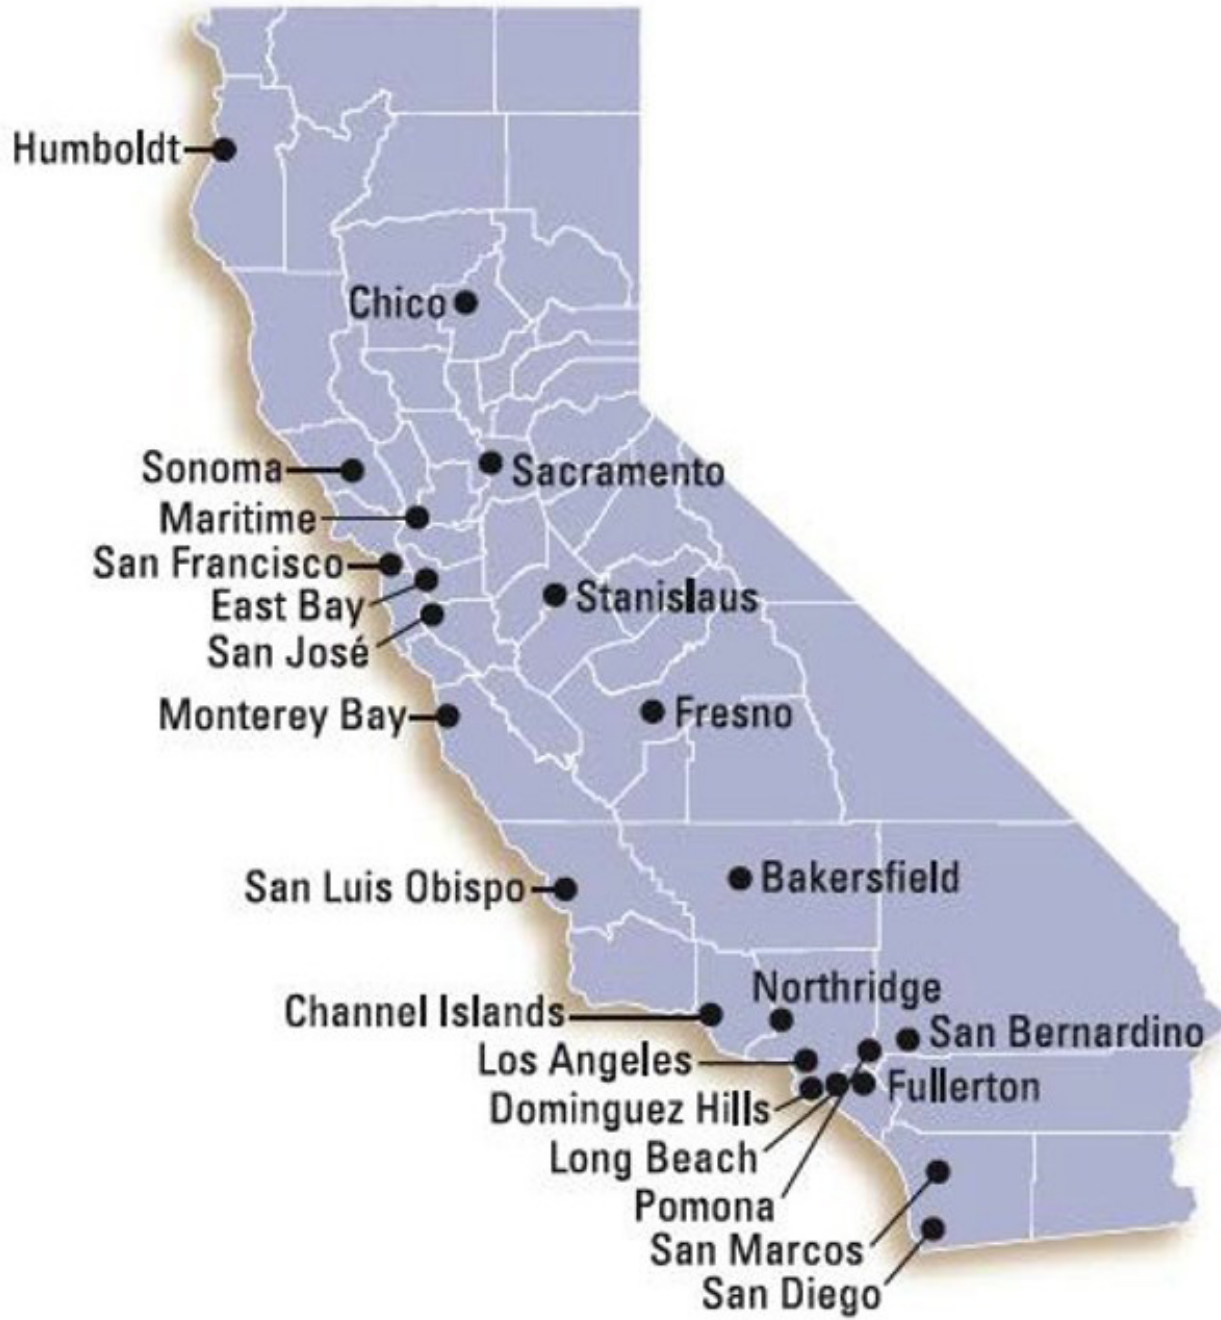 Humboldt
Chico
Sonoma
Sacramento
Maritime
San Francisco
East Bay
Stanislaus
San José
Monterey Bay
Fresno
San Luis Obispo
Bakersfield
Northridge
Channel Islands
San Bernardino
Los Angeles
Fullerton
Dominguez Hills
Long Beach
Pomona
San Marcos
San Diego